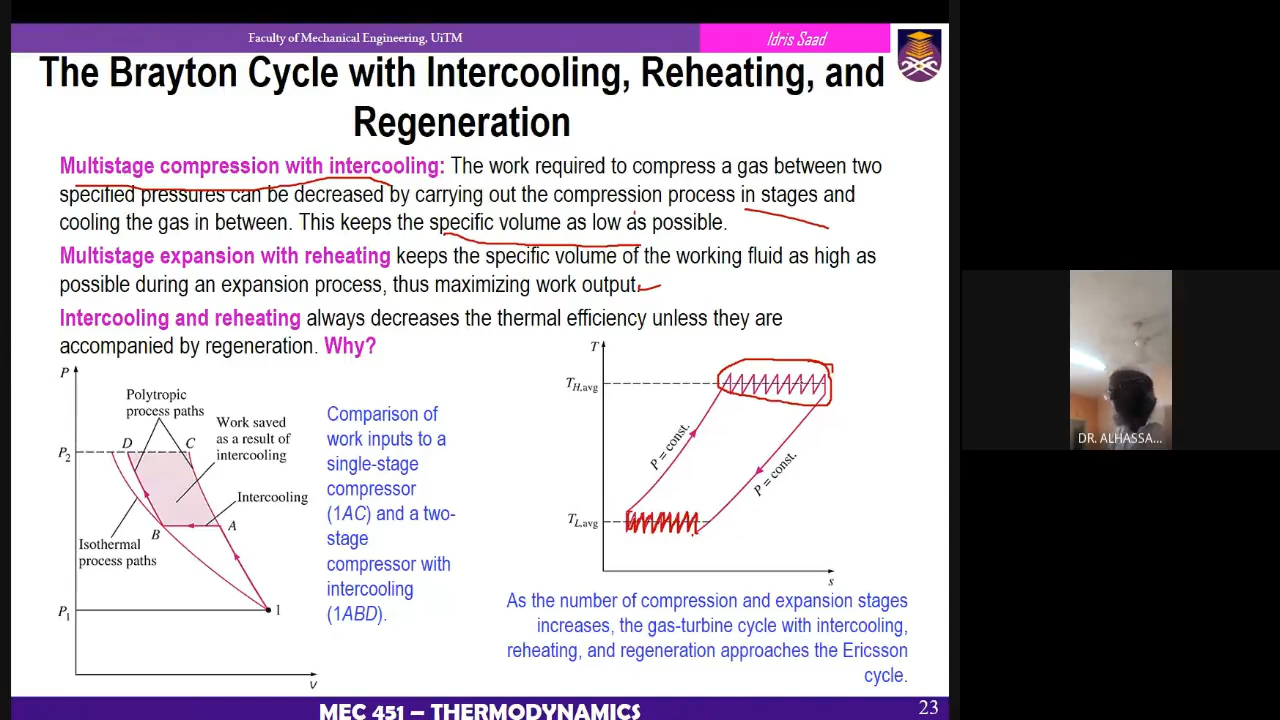 Faculty of Mechanical Engineering, UiTM
Idris Saad
The Brayton Cycle with Intercooling, Reheating, and
Regeneration
Multistage compression with intercooling: The work required to compress a gas between two
specified pressures can be decreased by carrying out the compression process in stages and
cooling the gas in between. This keeps the specific volume as low as possible.
Multistage expansion with reheating keeps the specific volume of the working fluid as high as
possible during an expansion process, thus maximizing work output.
Intercooling and reheating always decreases the thermal efficiency unless they are
accompanied by regeneration. Why?
P
Polytropic
process paths
Work saved
as a result of
intercooling
D
C
P2
Intercooling
A
B
Isothermal
process paths
P1
1
v
Comparison of
work inputs to a
single-stage
compressor
(1AC) and a two-
stage
compressor with
intercooling
(1ABD).
T
TH,avg
P = const.
P = const.
TL,avg
s
As the number of compression and expansion stages
increases, the gas-turbine cycle with intercooling,
reheating, and regeneration approaches the Ericsson
cycle.
MEC 451 – THERMODYNAMICS
23
DR. ALHASSA...